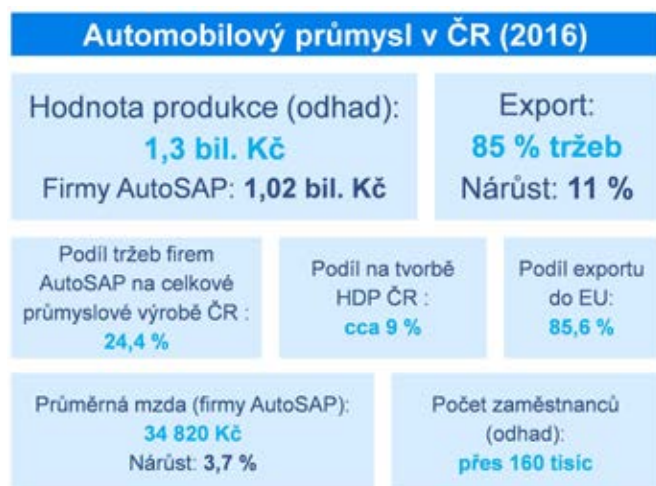 Automobilový průmysl v ČR (2016)
Hodnota produkce (odhad):
1,3 bil. Kč
Firmy AutoSAP: 1,02 bil. Kč
Export:
85 % tržeb
Nárůst: 11 %
Podíl tržeb firem
AutoSAP na celkové
průmyslové výrobě ČR :
24,4 %
Podíl na tvorbě
HDP ČR :
cca 9 %
Podíl exportu
do EU:
85,6 %
Průměrná mzda (firmy AutoSAP):
34 820 Kč
Nárůst: 3,7 %
Počet zaměstnanců
(odhad):
přes 160 tisíc